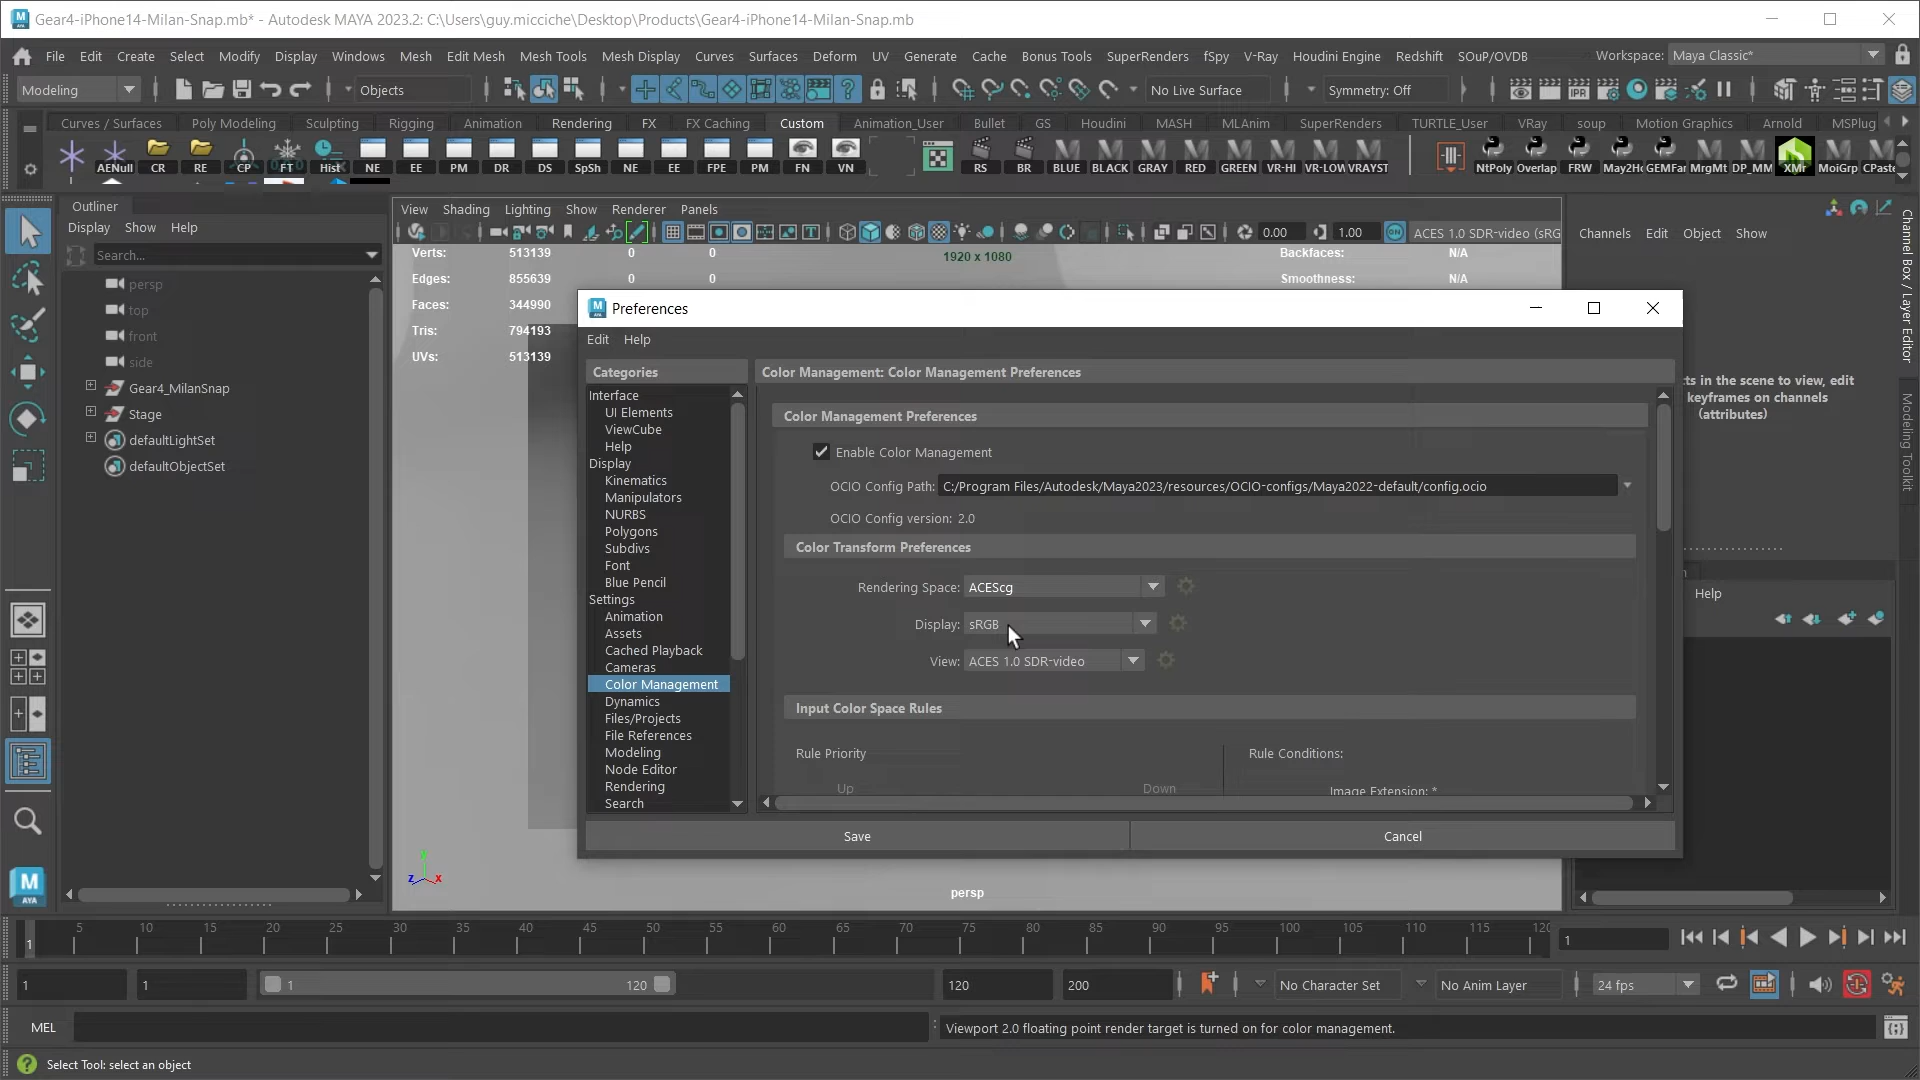 Gear4-iPhone14-Milan-Snap.mb* - Autodesk MAYA 2023.2: C:\Users\guy.micciche\Desktop\Products\Gear4-iPhone14-Milan-Snap.mb
File Edit Create Select Modify Display Windows Mesh Edit Mesh Mesh Tools Mesh Display Curves Surfaces Deform UV Generate Cache Bonus Tools SuperRenders fSpy V-Ray Houdini Engine Redshift SOuP/OVDB Workspace: Maya Classic*
Modeling Objects No Live Surface Symmetry: Off
Curves / Surfaces Poly Modeling Sculpting Rigging Animation Rendering FX FX Caching Custom Animation_User Bullet GS Houdini MASH MLAnim SuperRenders TURTLE_User VRay soup Motion Graphics Arnold MSPlug
AENull CR RE CP FT Hist NE EE PM DR DS SpSh NE EE FPE PM FN VN RS BR BLUE BLACK GRAY RED GREEN VR-HI VR-LOW VRAYST NtPoly Overlap FRW May2Ho GEMFar MrgMt DP_MM XMr MoiGrp CPast
Outliner
Display Show Help
Search...
persp
top
front
side
Gear4_MilanSnap
Stage
defaultLightSet
defaultObjectSet
View Shading Lighting Show Renderer Panels
0.00 1.00 ACES 1.0 SDR-video (sRG
Verts: 513139 0 0 1920 x 1080 Backfaces: N/A
Edges: 855639 0 0 Smoothness: N/A
Faces: 344990
Tris: 794193
UVs: 513139
persp
Preferences
Edit Help
Categories
Interface
UI Elements
ViewCube
Help
Display
Kinematics
Manipulators
NURBS
Polygons
Subdivs
Font
Blue Pencil
Settings
Animation
Assets
Cached Playback
Cameras
Color Management
Dynamics
Files/Projects
File References
Modeling
Node Editor
Rendering
Search
Color Management: Color Management Preferences
Color Management Preferences
Enable Color Management
OCIO Config Path: C:/Program Files/Autodesk/Maya2023/resources/OCIO-configs/Maya2022-default/config.ocio
OCIO Config version: 2.0
Color Transform Preferences
Rendering Space: ACEScg
Display: sRGB
View: ACES 1.0 SDR-video
Input Color Space Rules
Rule Priority Rule Conditions:
Up Down Image Extension: *
Save Cancel
Channels Edit Object Show
cts in the scene to view, edit
keyframes on channels
(attributes)
Help
Channel Box / Layer Editor
Modeling Toolkit
1 5 10 15 20 25 30 35 40 45 50 55 60 65 70 75 80 85 90 95 100 105 110 115 120 1
1 1 1 120 120 200 No Character Set No Anim Layer 24 fps
MEL Viewport 2.0 floating point render target is turned on for color management.
Select Tool: select an object